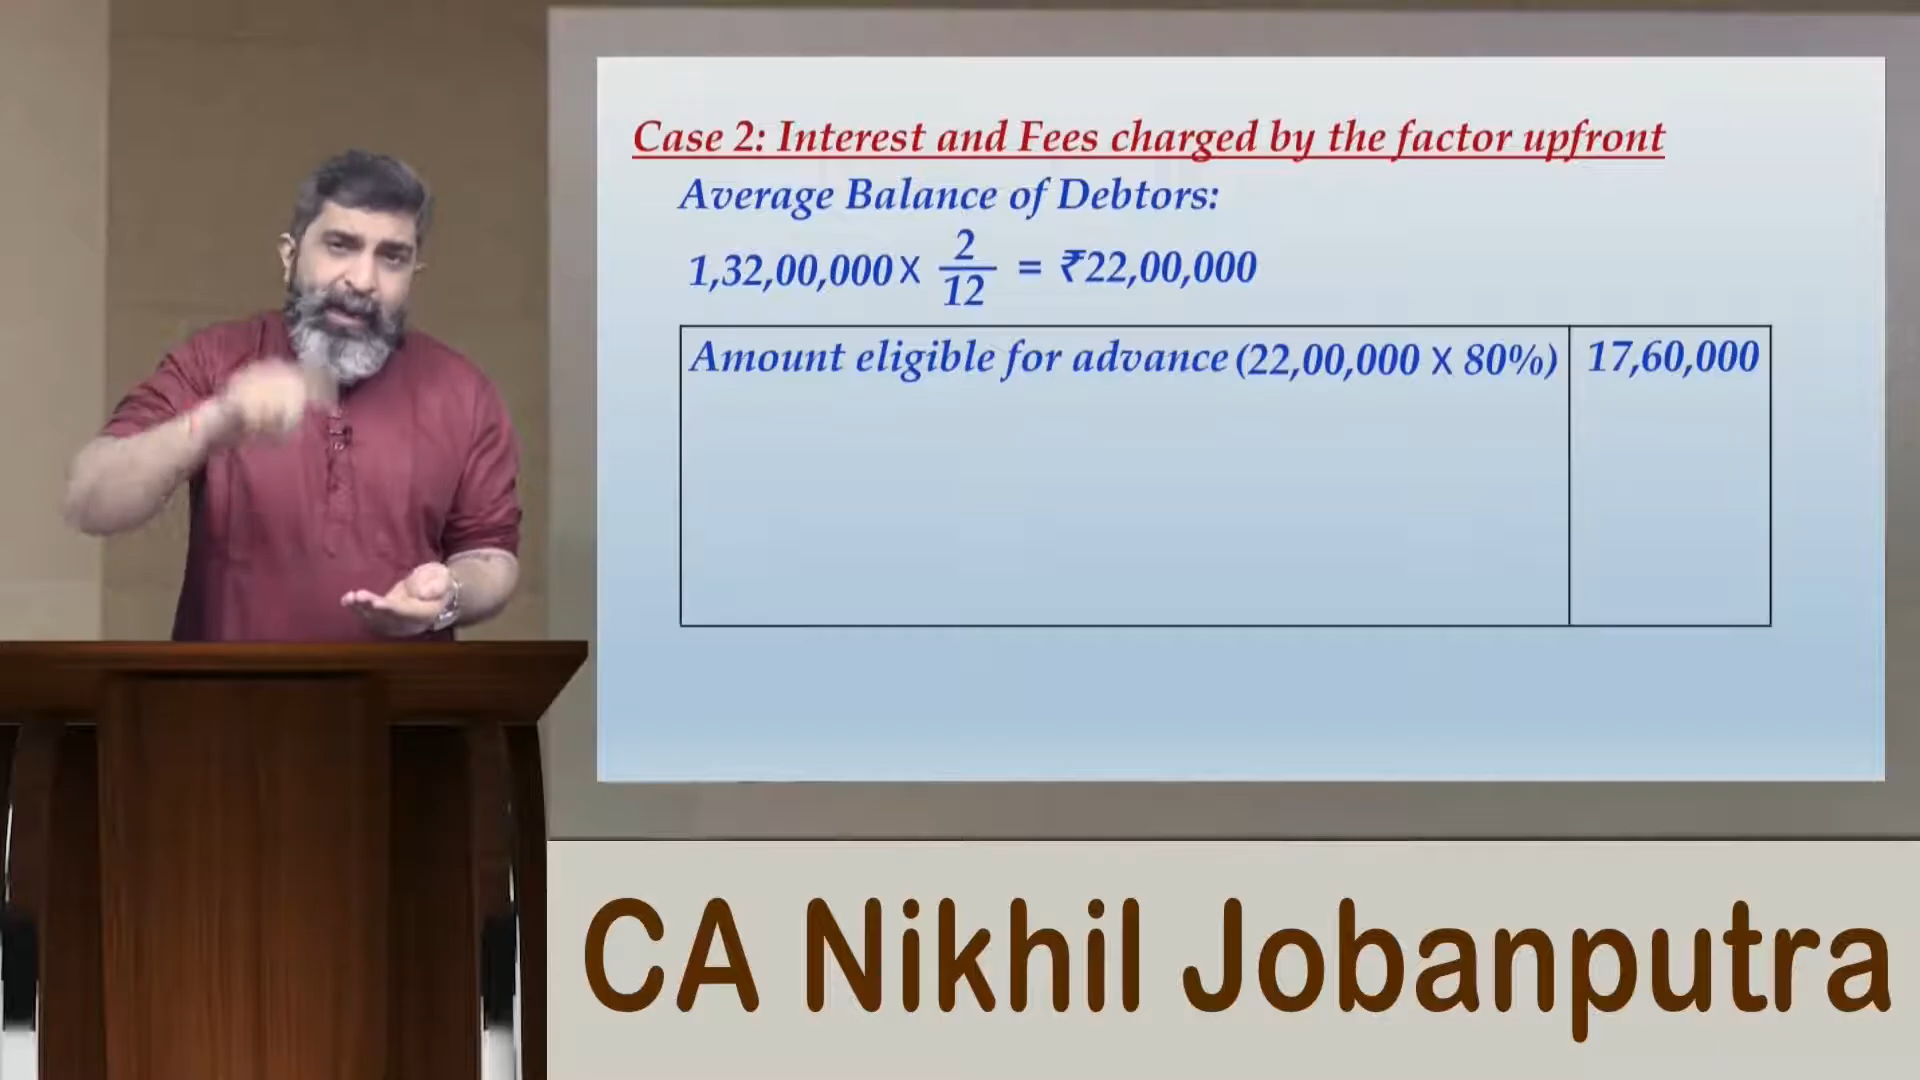 Case 2: Interest and Fees charged by the factor upfront
Average Balance of Debtors:
1,32,00,000 X 2/12 = ₹22,00,000
Amount eligible for advance (22,00,000 X 80%) 17,60,000
CA Nikhil Jobanputra